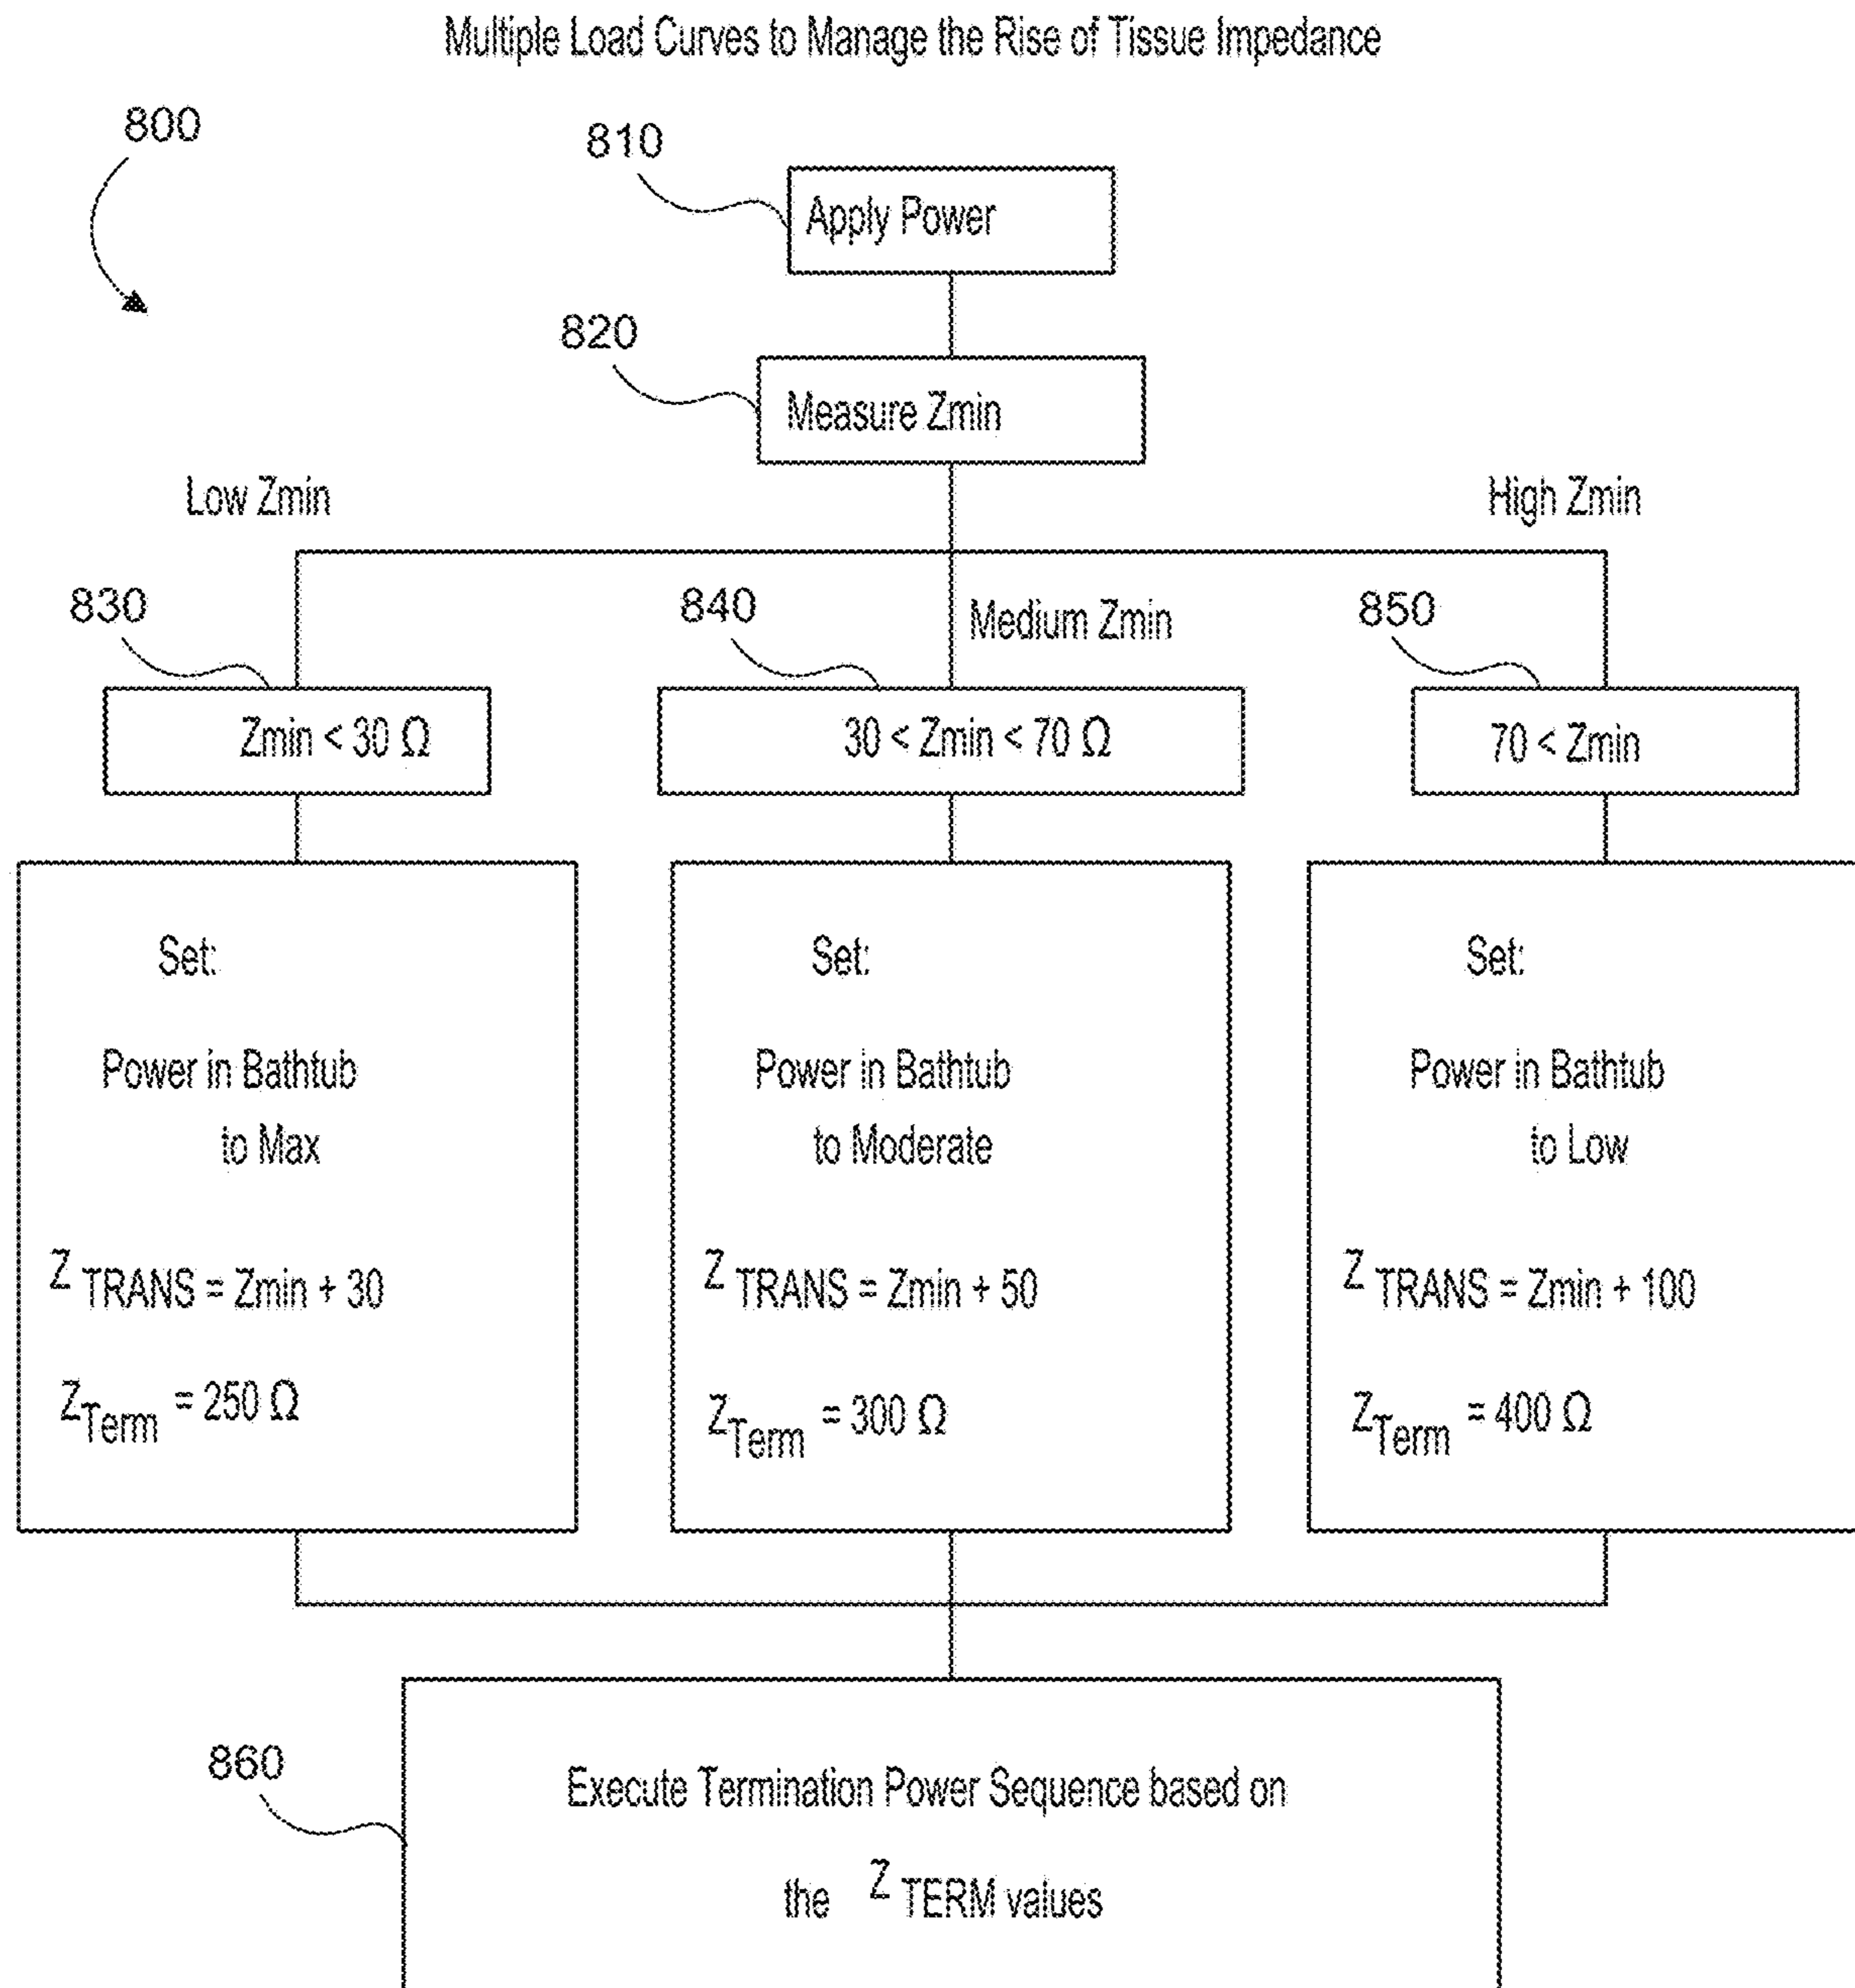 Multiple Load Curves to Manage the Rise of Tissue Impedance
800
810
Apply Power
820
Measure Zmin
Low Zmin
High Zmin
830
840
Medium Zmin
850
Zmin < 30 Ω
30 < Zmin < 70 Ω
70 < Zmin
Set:
Power in Bathtub
to Max
Z TRANS = Zmin + 30
ZTerm = 250 Ω
Set:
Power in Bathtub
to Moderate
Z TRANS = Zmin + 50
ZTerm = 300 Ω
Set:
Power in Bathtub
to Low
Z TRANS = Zmin + 100
ZTerm = 400 Ω
860
Execute Termination Power Sequence based on
the Z TERM values